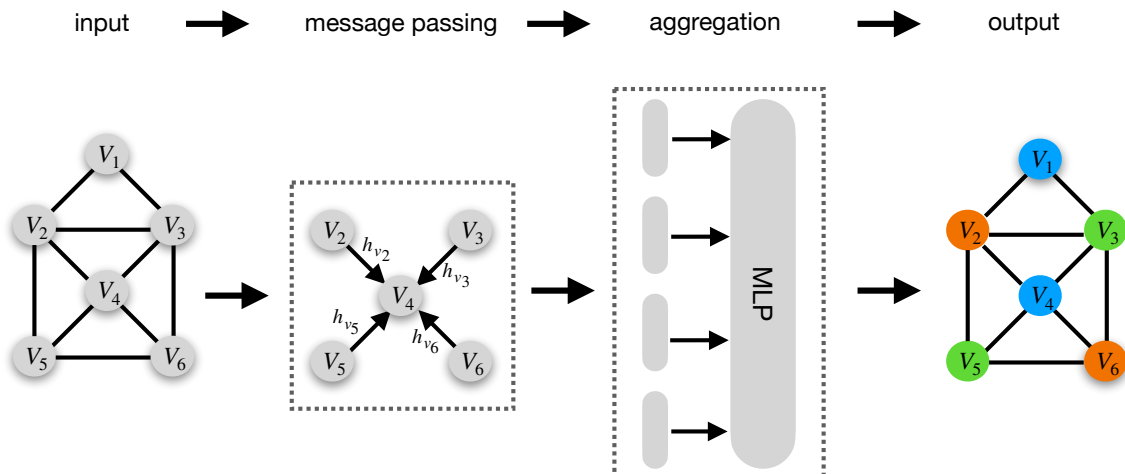 input
message passing
aggregation
output
V1
V2
V3
V4
V5
V6
V2
V3
hv2
hv3
V4
hv5
hv6
V5
V6
MLP
V1
V2
V3
V4
V5
V6